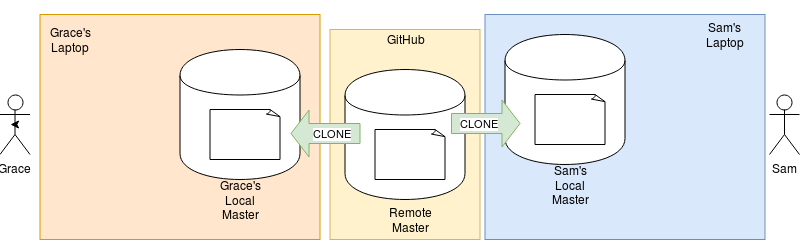 Grace's
Laptop
GitHub
Sam's
Laptop
CLONE
CLONE
Grace
Sam
Grace's
Local
Master
Remote
Master
Sam's
Local
Master